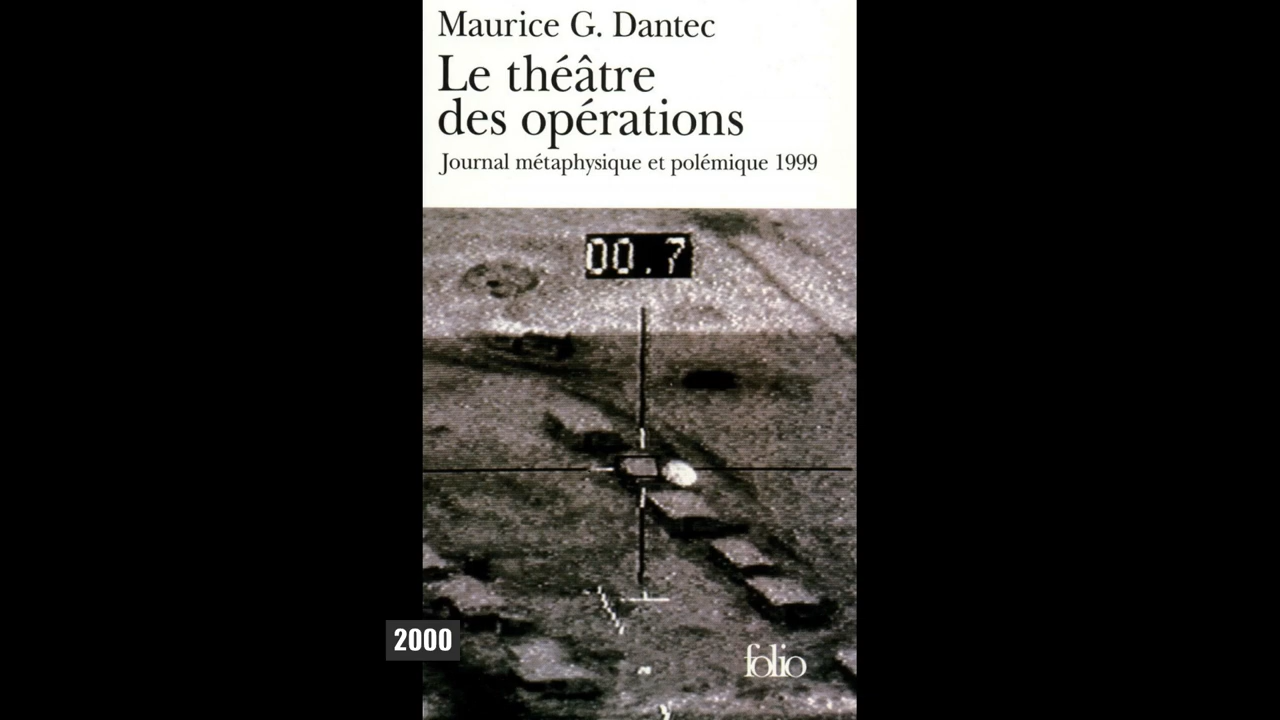 Maurice G. Dantec
Le théâtre
des opérations
Journal métaphysique et polémique 1999
00.7
2000
folio